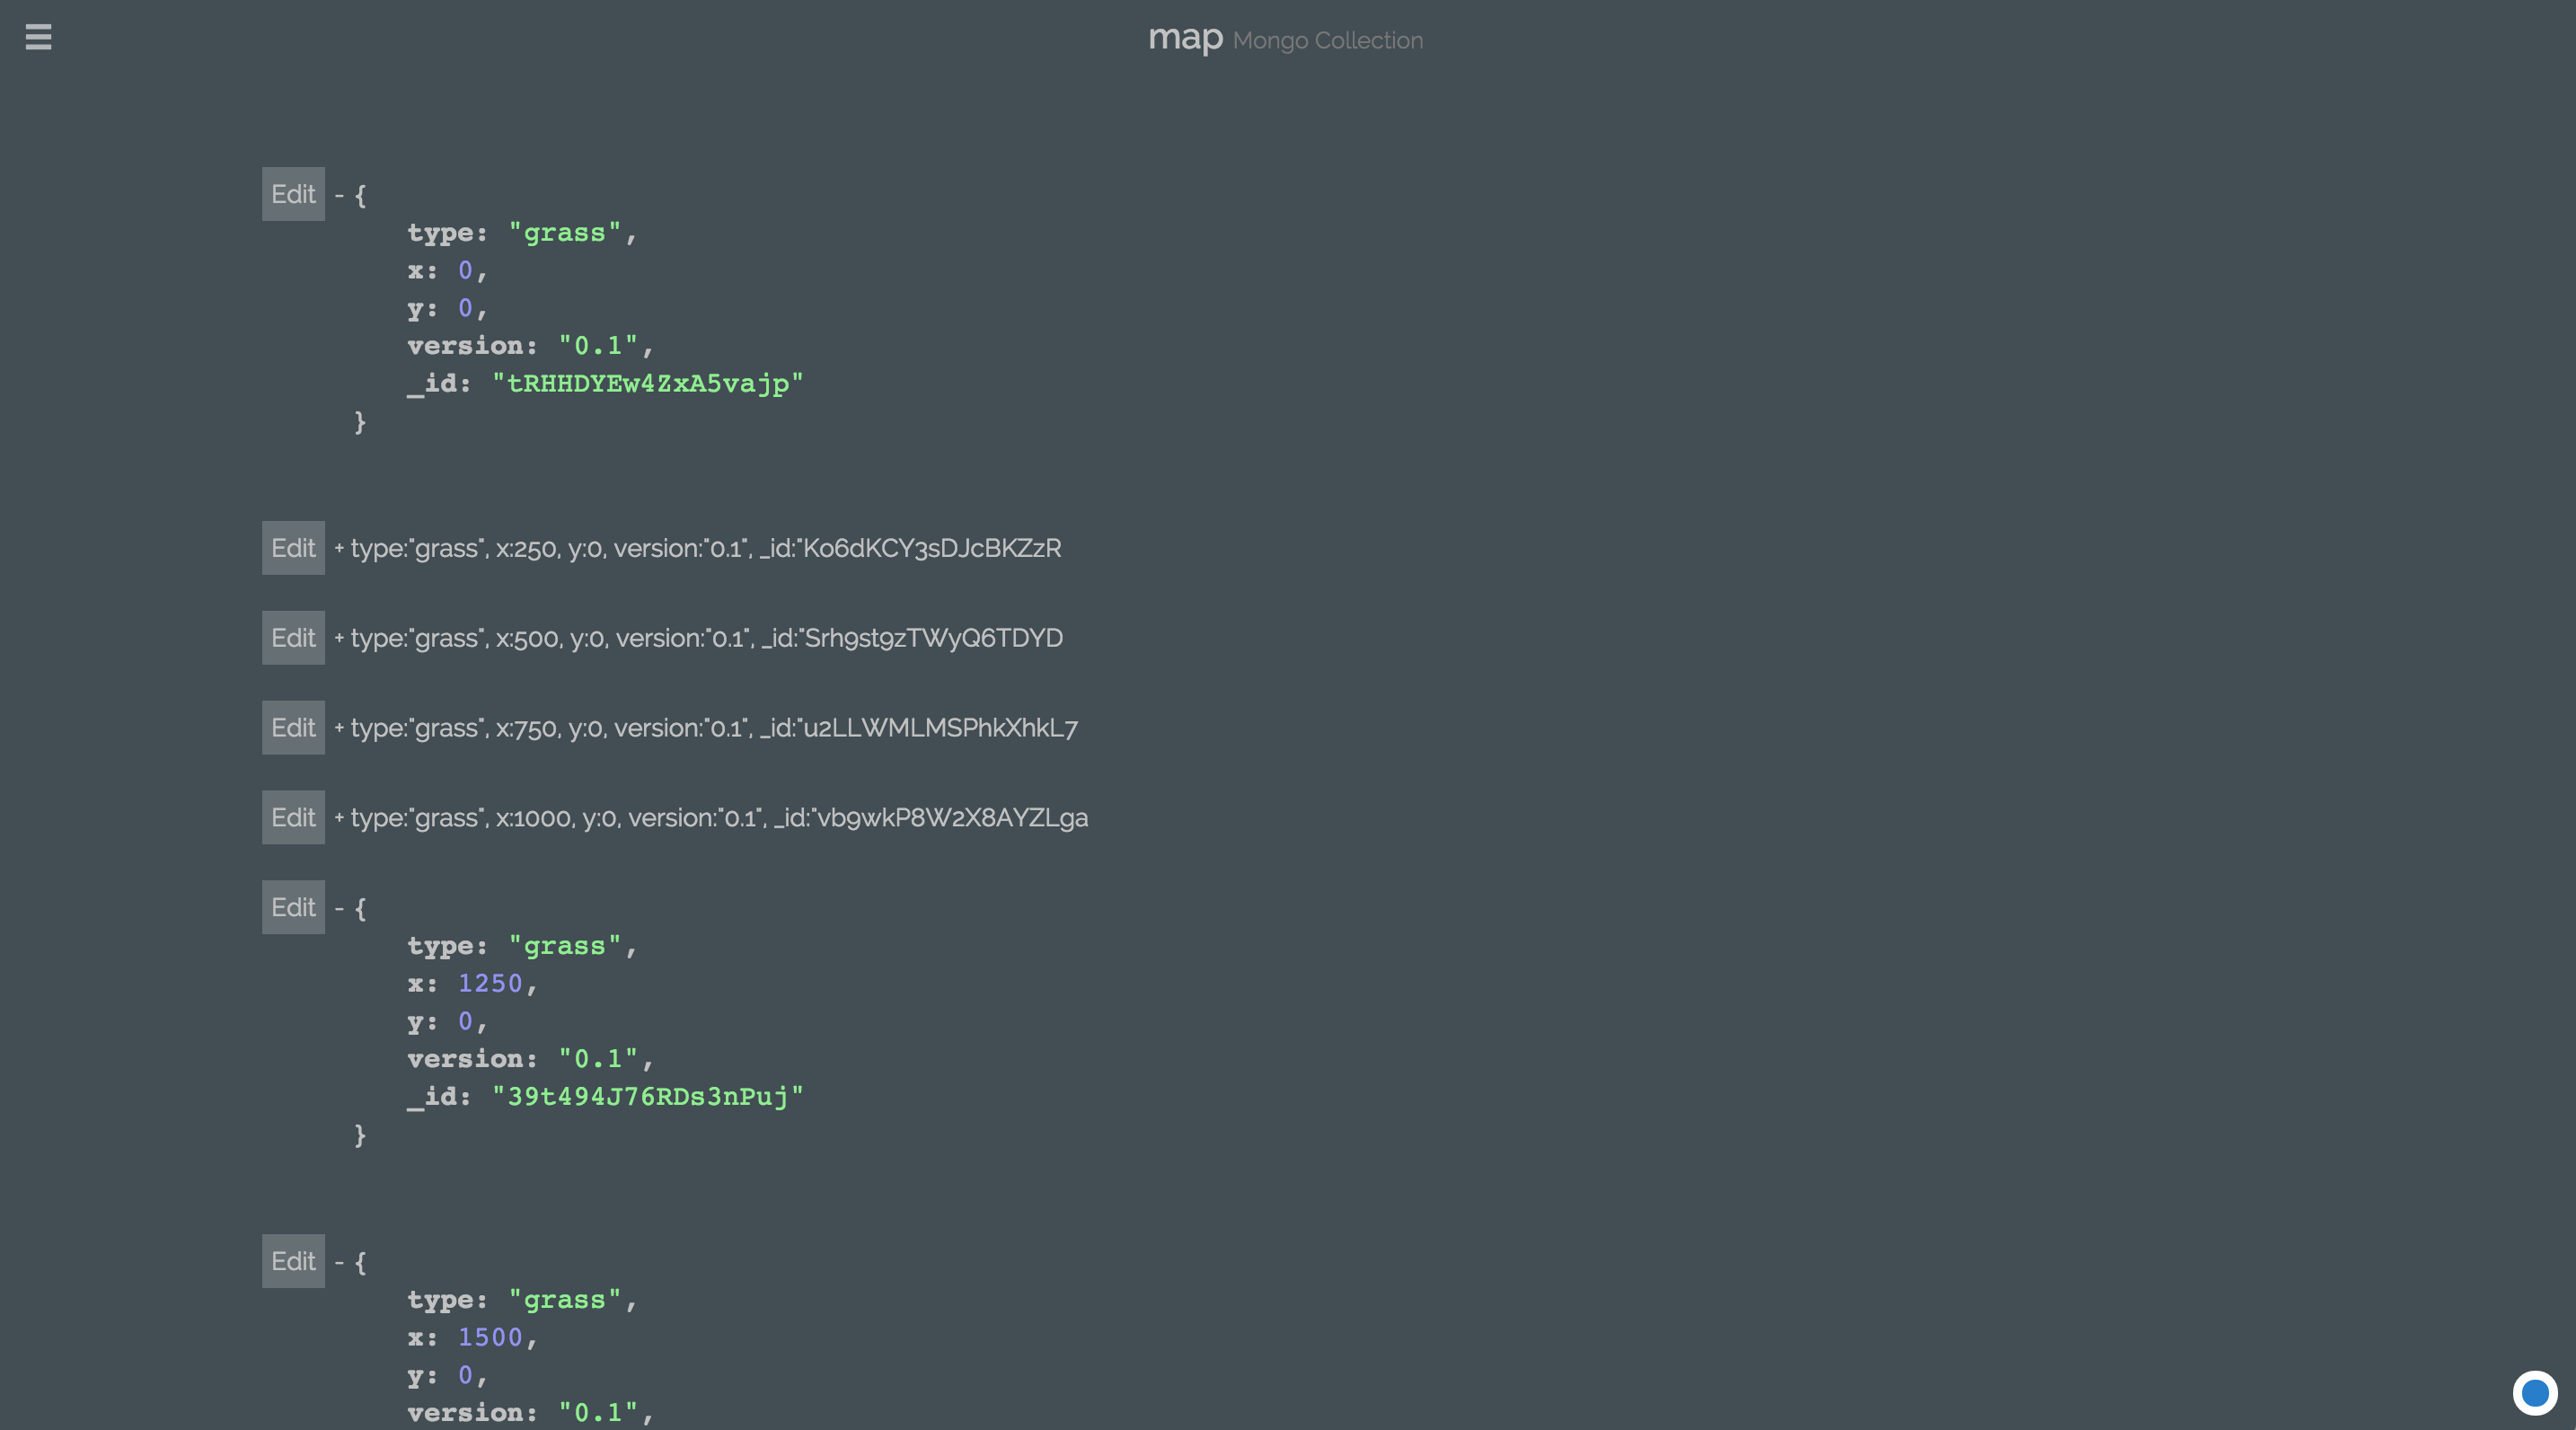 map Mongo Collection
Edit - {
type: "grass",
x: 0,
y: 0,
version: "0.1",
_id: "tRHHDYEw4ZxA5vajp"
}
Edit + type:"grass", x:250, y:0, version:"0.1", _id:"Ko6dKCY3sDJcBKZzR
Edit + type:"grass", x:500, y:0, version:"0.1", _id:"Srh9st9zTWyQ6TDYD
Edit + type:"grass", x:750, y:0, version:"0.1", _id:"u2LLWMLMSPhkXhkL7
Edit + type:"grass", x:1000, y:0, version:"0.1", _id:"vb9wkP8W2X8AYZLga
Edit - {
type: "grass",
x: 1250,
y: 0,
version: "0.1",
_id: "39t494J76RDs3nPuj"
}
Edit - {
type: "grass",
x: 1500,
y: 0,
version: "0.1",